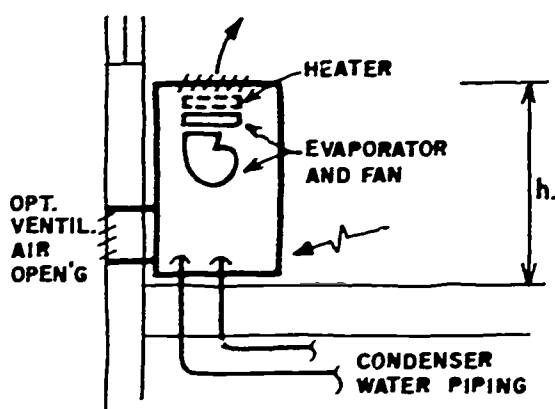 HEATER
EVAPORATOR
AND FAN
h.
OPT.
VENTIL.
AIR
OPEN'G
CONDENSER
WATER PIPING